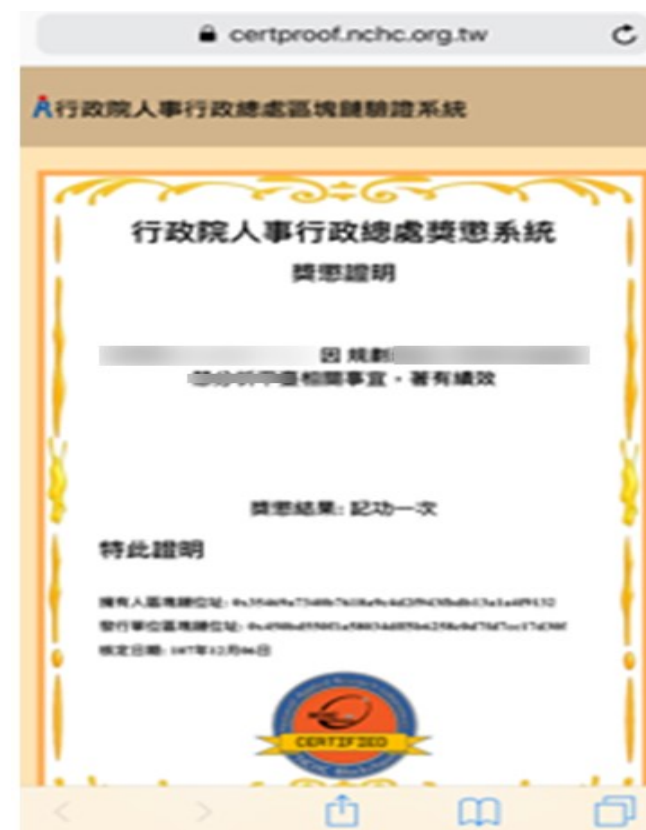 certproof.nchc.org.tw
行政院人事行政總處區塊鏈驗證系統
行政院人事行政總處獎懲系統
獎懲證明
因 規劃
相關事宜,著有績效
獎懲結果: 記功一次
特此證明
擁有人區塊鏈位址:
發行單位區塊鏈位址:
核定日期: 107年12月06日
CERTIFIED